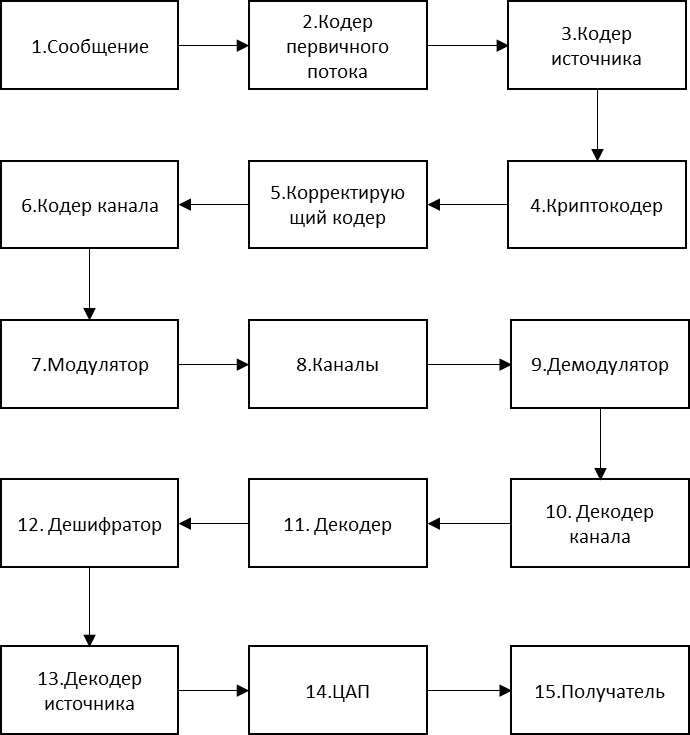 1.Сообщение
2.Кодер
первичного
потока
3.Кодер
источника
4.Криптокодер
5.Корректирую
щий кодер
6.Кодер канала
7.Модулятор
8.Каналы
9.Демодулятор
10. Декодер
канала
11. Декодер
12. Дешифратор
13.Декодер
источника
14.ЦАП
15.Получатель